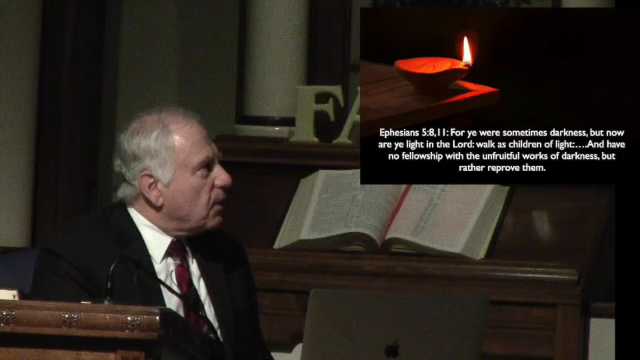 FA
Ephesians 5:8,11: For ye were sometimes darkness, but now
are ye light in the Lord: walk as children of light:….And have
no fellowship with the unfruitful works of darkness, but
rather reprove them.